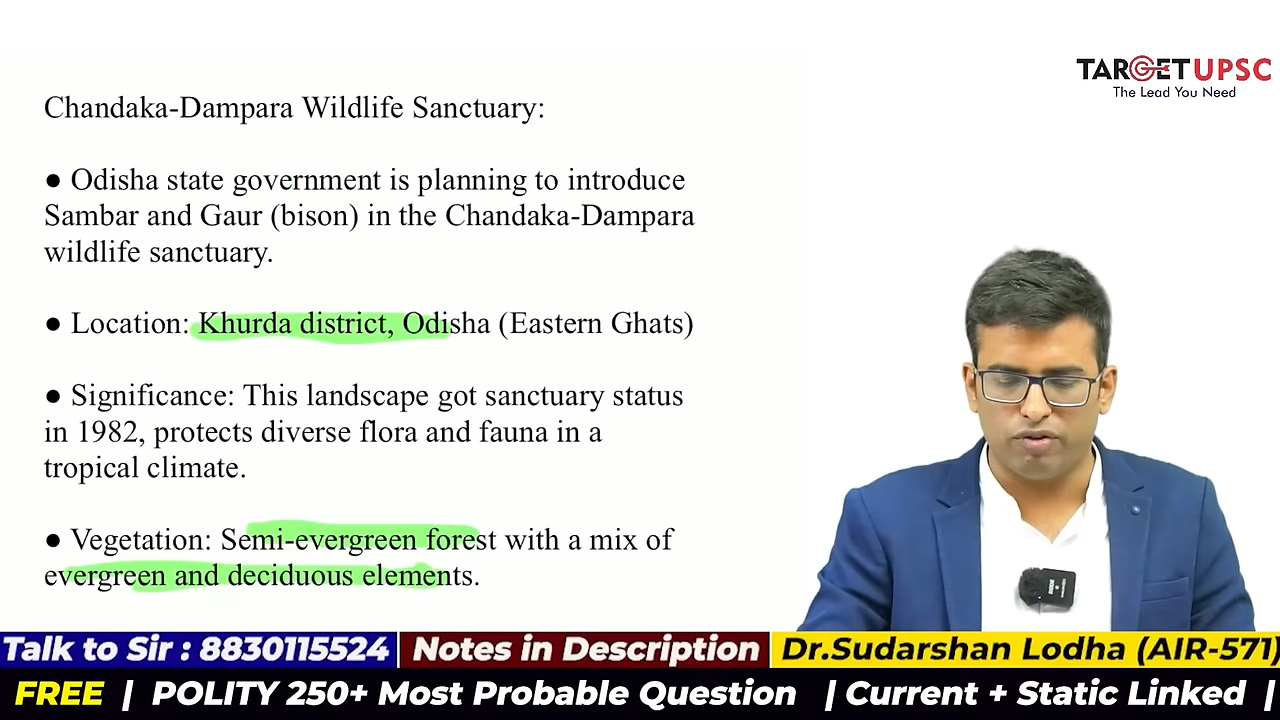 TARGETUPSC
The Lead You Need
Chandaka-Dampara Wildlife Sanctuary:
● Odisha state government is planning to introduce
Sambar and Gaur (bison) in the Chandaka-Dampara
wildlife sanctuary.
● Location: Khurda district, Odisha (Eastern Ghats)
● Significance: This landscape got sanctuary status
in 1982, protects diverse flora and fauna in a
tropical climate.
● Vegetation: Semi-evergreen forest with a mix of
evergreen and deciduous elements.
Talk to Sir : 8830115524
Notes in Description
Dr.Sudarshan Lodha (AIR-571)
FREE | POLITY 250+ Most Probable Question | Current + Static Linked |